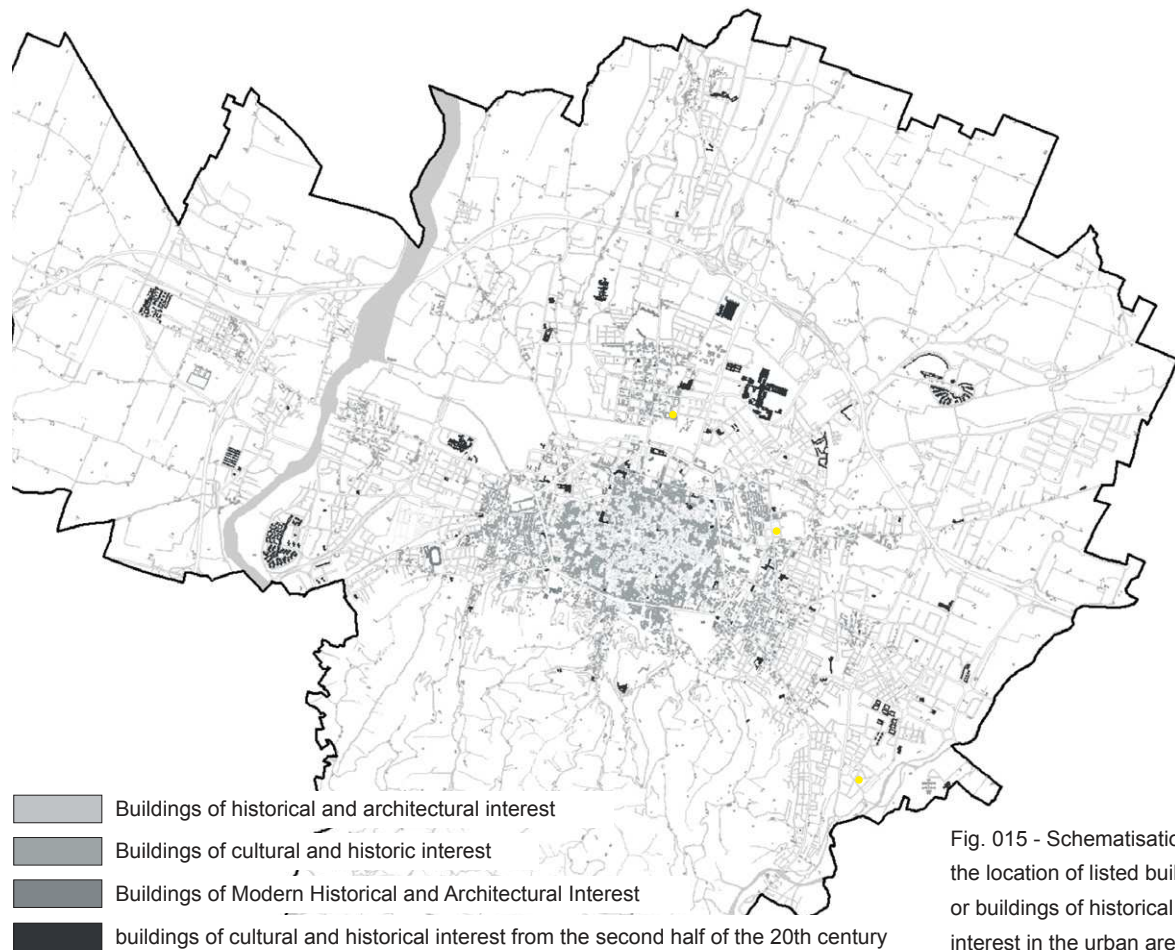 Buildings of historical and architectural interest
Buildings of cultural and historic interest
Buildings of Modern Historical and Architectural Interest
buildings of cultural and historical interest from the second half of the 20th century
Fig. 015 - Schematisatio
the location of listed buil
or buildings of historical
interest in the urban are